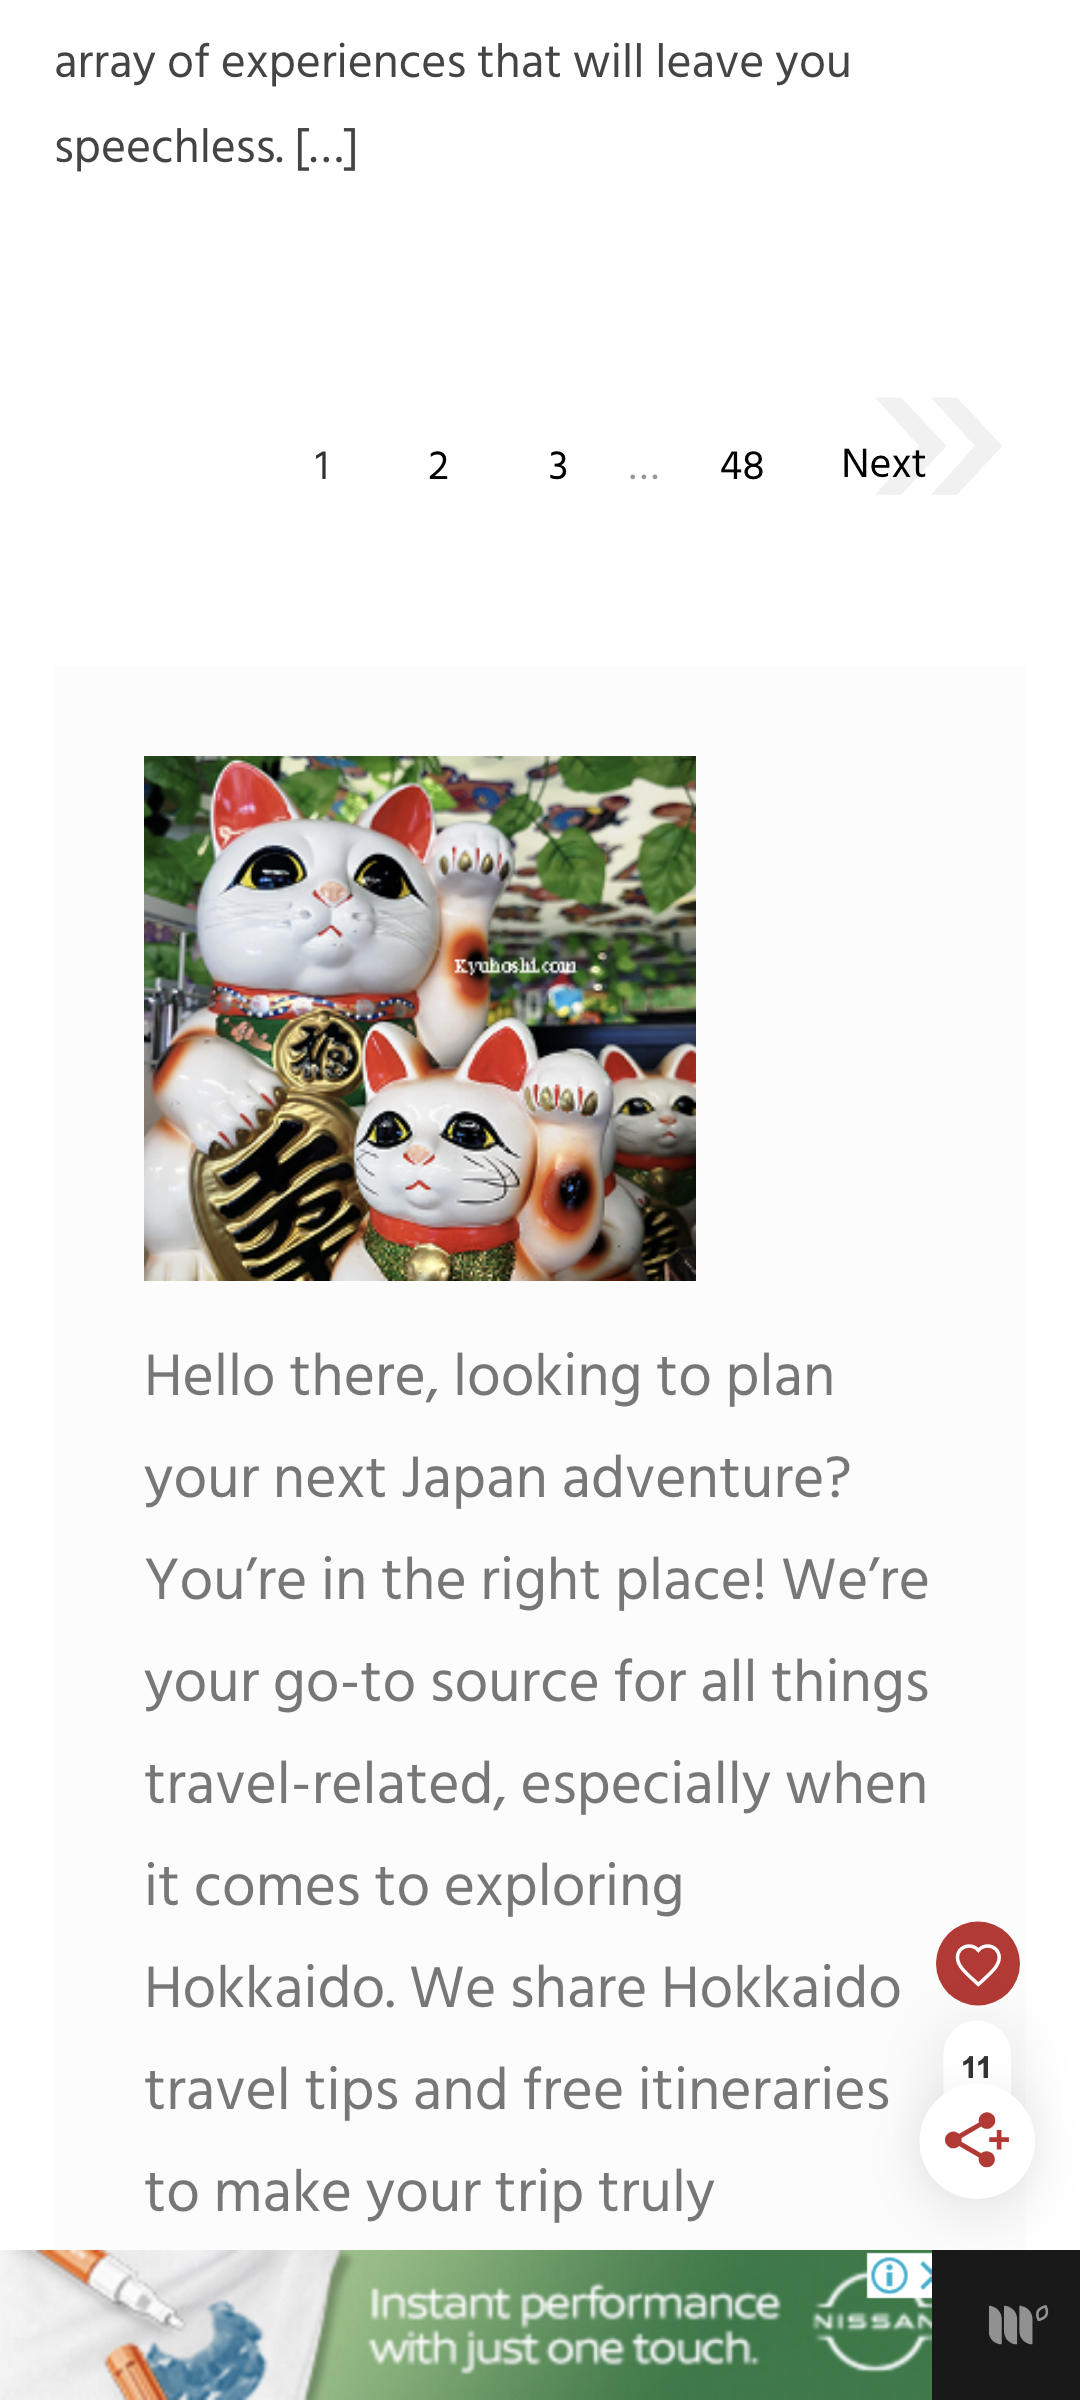 array of experiences that will leave you
speechless. […]
1 2 3 … 48 Next
Kyuhoshi.com
Hello there, looking to plan
your next Japan adventure?
You’re in the right place! We’re
your go-to source for all things
travel-related, especially when
it comes to exploring
Hokkaido. We share Hokkaido
travel tips and free itineraries
to make your trip truly
11
Instant performance
with just one touch.
NISSAN